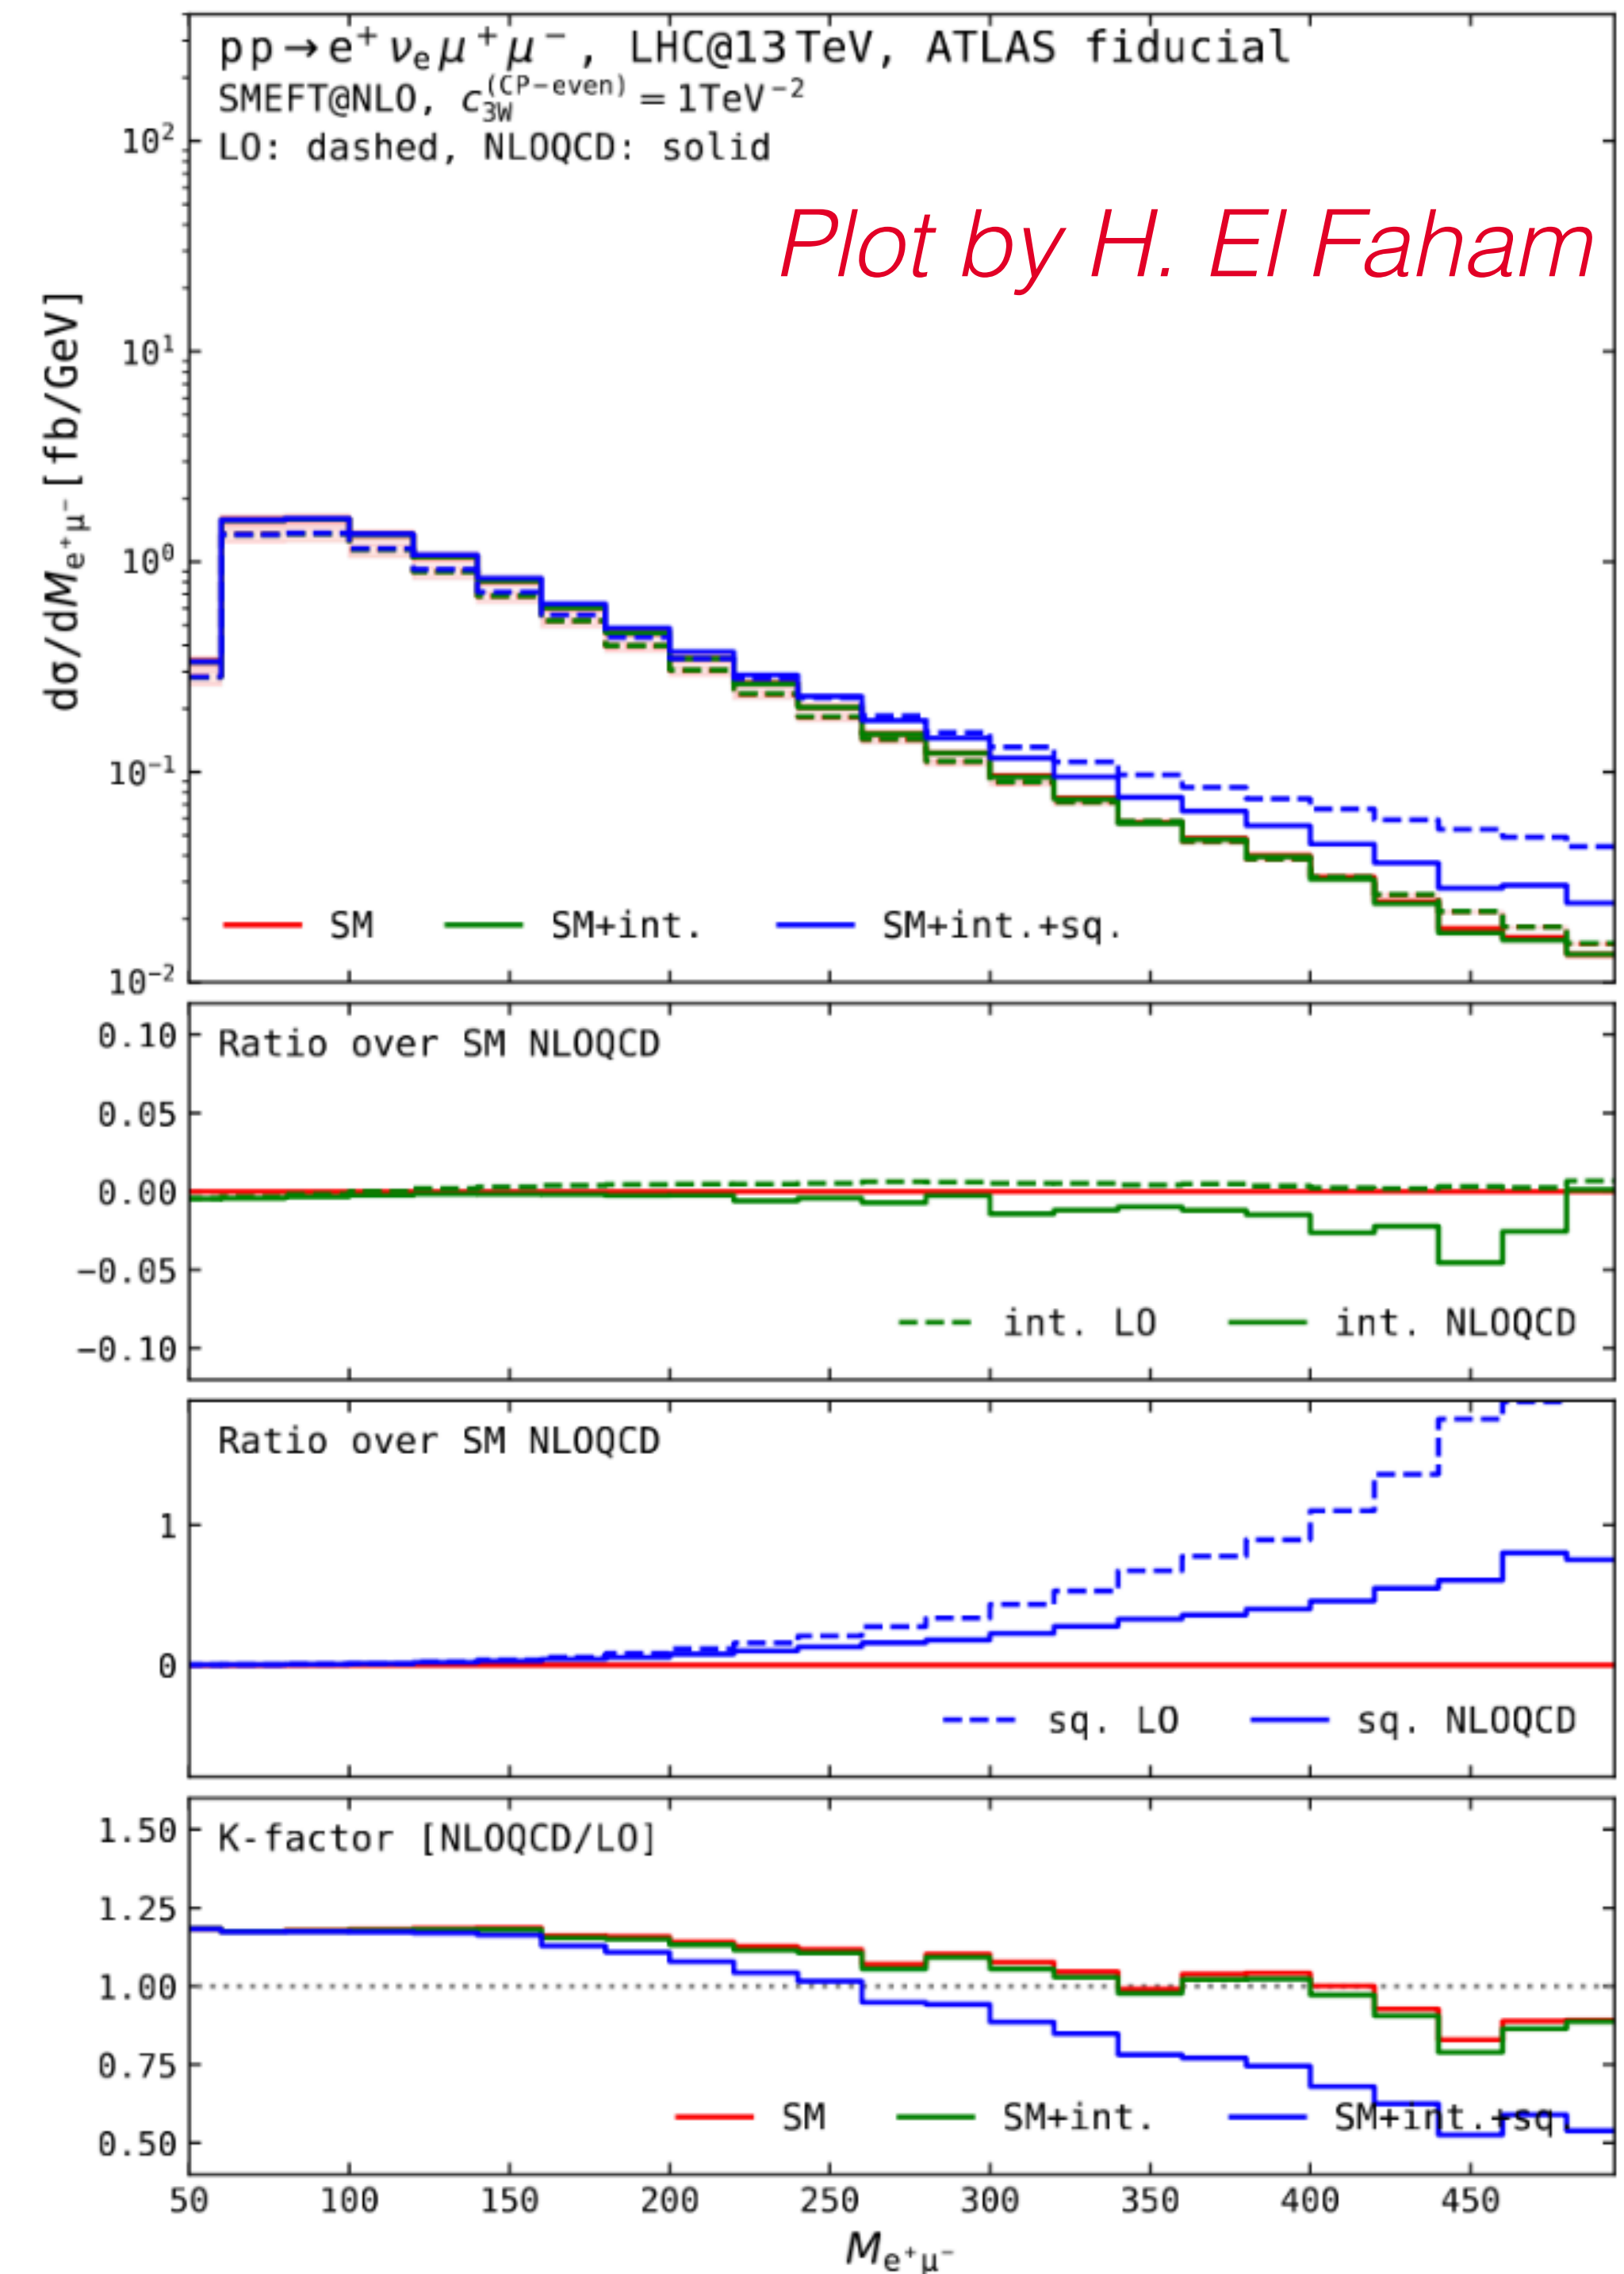 pp→e⁺νₑμ⁺μ⁻, LHC@13 TeV, ATLAS fiducial
SMEFT@NLO, c₃W^(CP−even) = 1TeV⁻²
LO: dashed, NLOQCD: solid
Plot by H. El Faham
dσ/dM_e⁺μ⁻ [fb/GeV]
10²
10¹
10⁰
10⁻¹
10⁻²
SM SM+int. SM+int.+sq.
Ratio over SM NLOQCD
0.10
0.05
0.00
−0.05
−0.10
int. LO int. NLOQCD
Ratio over SM NLOQCD
1
0
sq. LO sq. NLOQCD
K-factor [NLOQCD/LO]
1.50
1.25
1.00
0.75
0.50
SM SM+int. SM+int.+sq
50 100 150 200 250 300 350 400 450
M_e⁺μ⁻